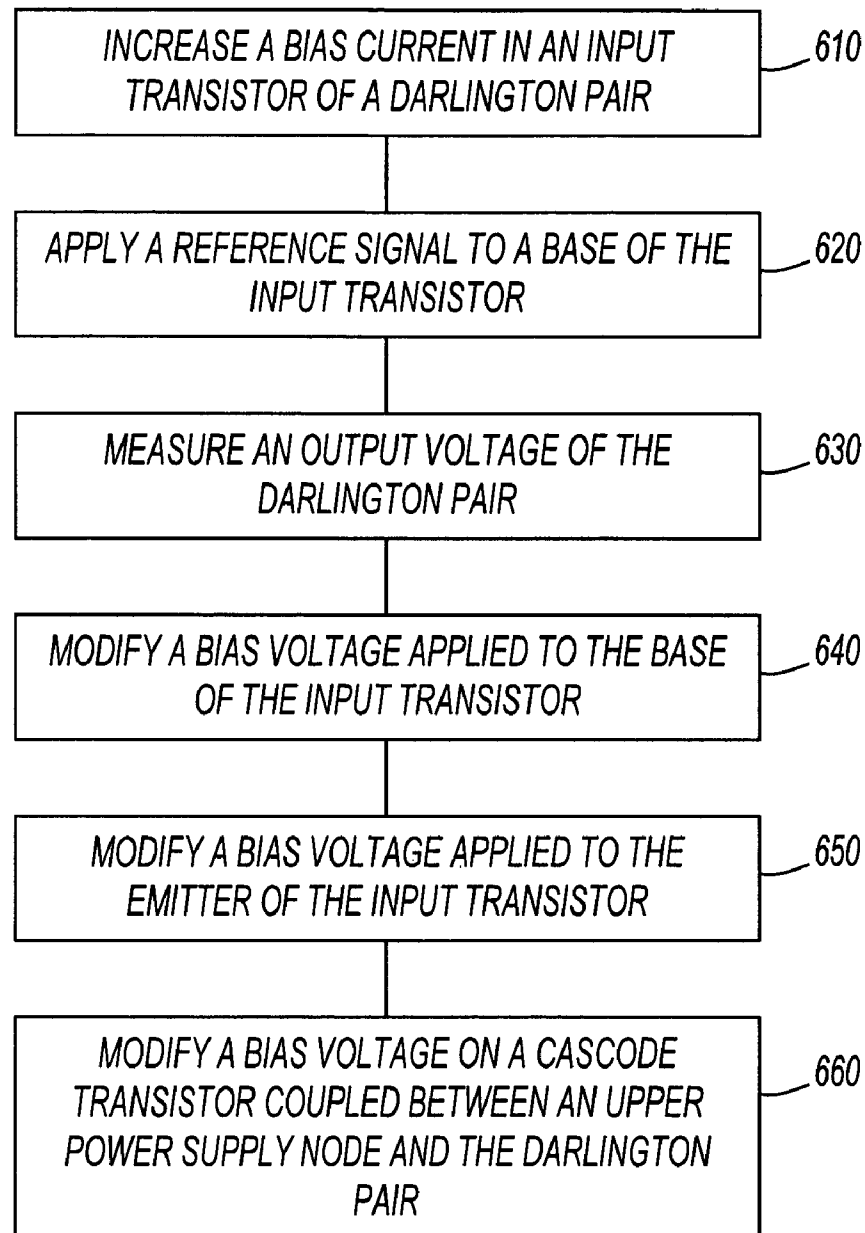 INCREASE A BIAS CURRENT IN AN INPUT
TRANSISTOR OF A DARLINGTON PAIR
610
APPLY A REFERENCE SIGNAL TO A BASE OF THE
INPUT TRANSISTOR
620
MEASURE AN OUTPUT VOLTAGE OF THE
DARLINGTON PAIR
630
MODIFY A BIAS VOLTAGE APPLIED TO THE BASE
OF THE INPUT TRANSISTOR
640
MODIFY A BIAS VOLTAGE APPLIED TO THE
EMITTER OF THE INPUT TRANSISTOR
650
MODIFY A BIAS VOLTAGE ON A CASCODE
TRANSISTOR COUPLED BETWEEN AN UPPER
POWER SUPPLY NODE AND THE DARLINGTON
PAIR
660